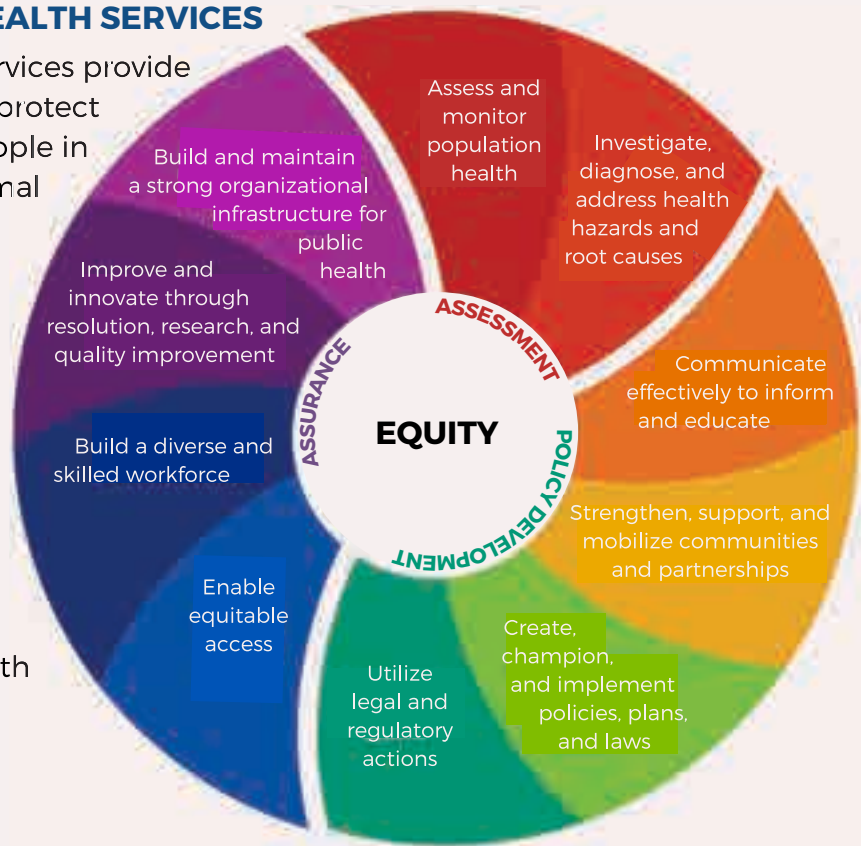 EALTH SERVICES
rvices provide
protect
ople in
nal
th
Assess and
monitor
population
health
Investigate,
diagnose, and
address health
hazards and
root causes
Communicate
effectively to inform
and educate
Strengthen, support, and
mobilize communities
and partnerships
Create,
champion,
and implement
policies, plans,
and laws
Utilize
legal and
regulatory
actions
Enable
equitable
access
Build a diverse and
skilled workforce
Improve and
innovate through
resolution, research, and
quality improvement
Build and maintain
a strong organizational
infrastructure for
public
health
ASSESSMENT
POLICY DEVELOPMENT
ASSURANCE
EQUITY